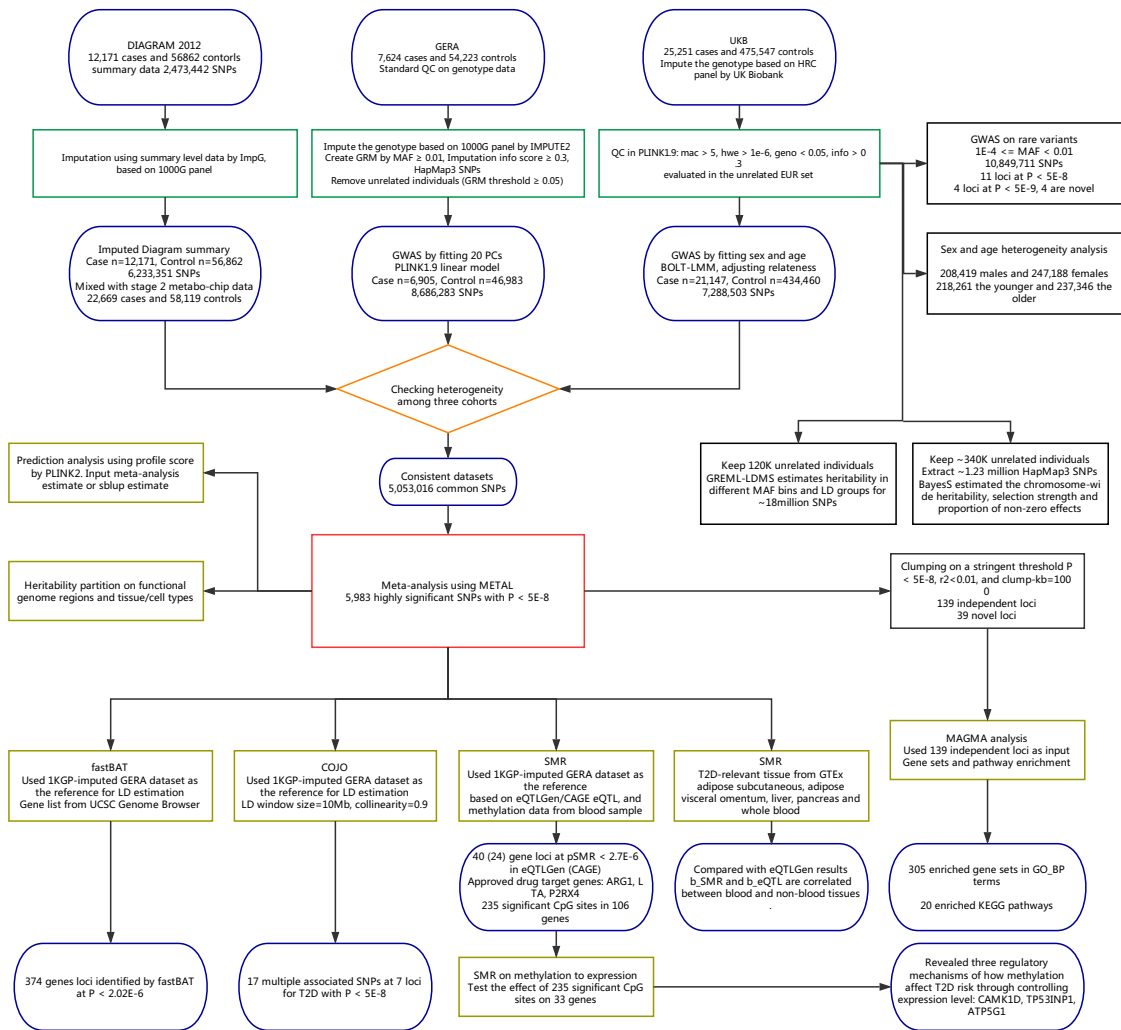 DIAGRAM 2012
12,171 cases and 56862 contorls
summary data 2,473,442 SNPs
GERA
7,624 cases and 54,223 controls
Standard QC on genotype data
UKB
25,251 cases and 475,547 controls
Impute the genotype based on HRC
panel by UK Biobank
Imputation using summary level data by ImpG,
based on 1000G panel
Impute the genotype based on 1000G panel by IMPUTE2
Create GRM by MAF ≥ 0.01, Imputation info score ≥ 0.3,
HapMap3 SNPs
Remove unrelated individuals (GRM threshold ≥ 0.05)
QC in PLINK1.9: mac > 5, hwe > 1e-6, geno < 0.05, info > 0
.3
evaluated in the unrelated EUR set
GWAS on rare variants
1E-4 <= MAF < 0.01
10,849,711 SNPs
11 loci at P < 5E-8
4 loci at P < 5E-9, 4 are novel
Imputed Diagram summary
Case n=12,171, Control n=56,862
6,233,351 SNPs
Mixed with stage 2 metabo-chip data
22,669 cases and 58,119 controls
GWAS by fitting 20 PCs
PLINK1.9 linear model
Case n=6,905, Control n=46,983
8,686,283 SNPs
GWAS by fitting sex and age
BOLT-LMM, adjusting relateness
Case n=21,147, Control n=434,460
7,288,503 SNPs
Sex and age heterogeneity analysis
208,419 males and 247,188 females
218,261 the younger and 237,346 the
older
Checking heterogeneity
among three cohorts
Prediction analysis using profile score
by PLINK2. Input meta-analysis
estimate or sblup estimate
Consistent datasets
5,053,016 common SNPs
Keep 120K unrelated individuals
GREML-LDMS estimates heritability in
different MAF bins and LD groups for
~18million SNPs
Keep ~340K unrelated individuals
Extract ~1.23 million HapMap3 SNPs
BayesS estimated the chromosome-wi
de heritability, selection strength and
proportion of non-zero effects
Heritability partition on functional
genome regions and tissue/cell types
Meta-analysis using METAL
5,983 highly significant SNPs with P < 5E-8
Clumping on a stringent threshold P
< 5E-8, r2<0.01, and clump-kb=100
0
139 independent loci
39 novel loci
fastBAT
Used 1KGP-imputed GERA dataset as
the reference for LD estimation
Gene list from UCSC Genome Browser
COJO
Used 1KGP-imputed GERA dataset as
the reference for LD estimation
LD window size=10Mb, collinearity=0.9
SMR
Used 1KGP-imputed GERA dataset as
the reference
based on eQTLGen/CAGE eQTL, and
methylation data from blood sample
SMR
T2D-relevant tissue from GTEx
adipose subcutaneous, adipose
visceral omentum, liver, pancreas and
whole blood
MAGMA analysis
Used 139 independent loci as input
Gene sets and pathway enrichment
40 (24) gene loci at pSMR < 2.7E-6
in eQTLGen (CAGE)
Approved drug target genes: ARG1, L
TA, P2RX4
235 significant CpG sites in 106
genes
Compared with eQTLGen results
b_SMR and b_eQTL are correlated
between blood and non-blood tissues
.
305 enriched gene sets in GO_BP
terms
20 enriched KEGG pathways
374 genes loci identified by fastBAT
at P < 2.02E-6
17 multiple associated SNPs at 7 loci
for T2D with P < 5E-8
SMR on methylation to expression
Test the effect of 235 significant CpG
sites on 33 genes
Revealed three regulatory
mechanisms of how methylation
affect T2D risk through controlling
expression level: CAMK1D, TP53INP1,
ATP5G1